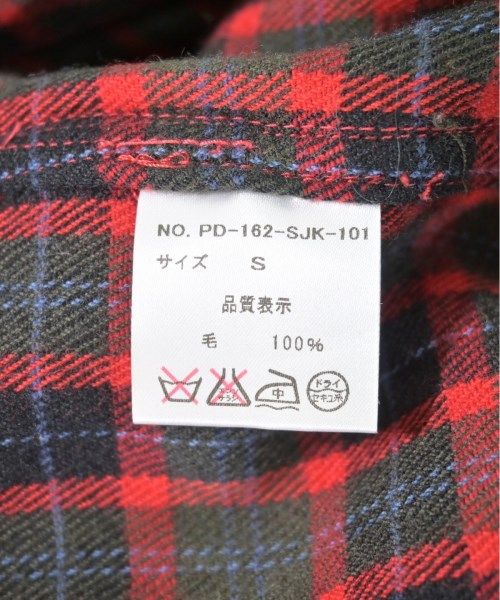 NO. PD-162-SJK-101
サイズ S
品質表示
毛 100%
中 ドライ
セキユ系